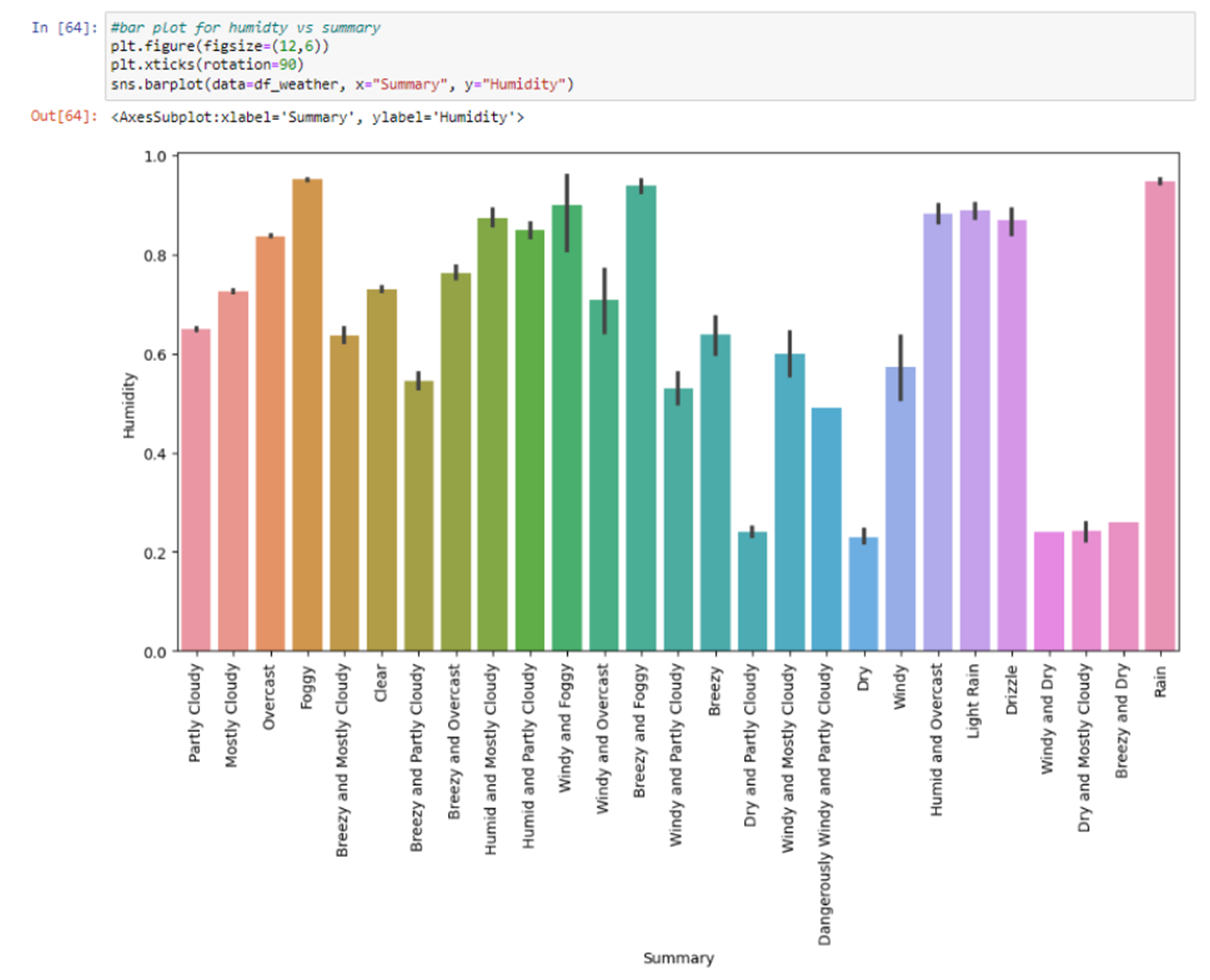 In [64]: #bar plot for humidty vs summary
plt.figure(figsize=(12,6))
plt.xticks(rotation=90)
sns.barplot(data=df_weather, x="Summary", y="Humidity")
Out[64]: <AxesSubplot:xlabel='Summary', ylabel='Humidity'>
1.0
0.8
0.6
0.4
0.2
0.0
Humidity
Partly Cloudy
Mostly Cloudy
Overcast
Foggy
Breezy and Mostly Cloudy
Clear
Breezy and Partly Cloudy
Breezy and Overcast
Humid and Mostly Cloudy
Humid and Partly Cloudy
Windy and Foggy
Windy and Overcast
Breezy and Foggy
Windy and Partly Cloudy
Breezy
Dry and Partly Cloudy
Windy and Mostly Cloudy
Dangerously Windy and Partly Cloudy
Dry
Windy
Humid and Overcast
Light Rain
Drizzle
Windy and Dry
Dry and Mostly Cloudy
Breezy and Dry
Rain
Summary